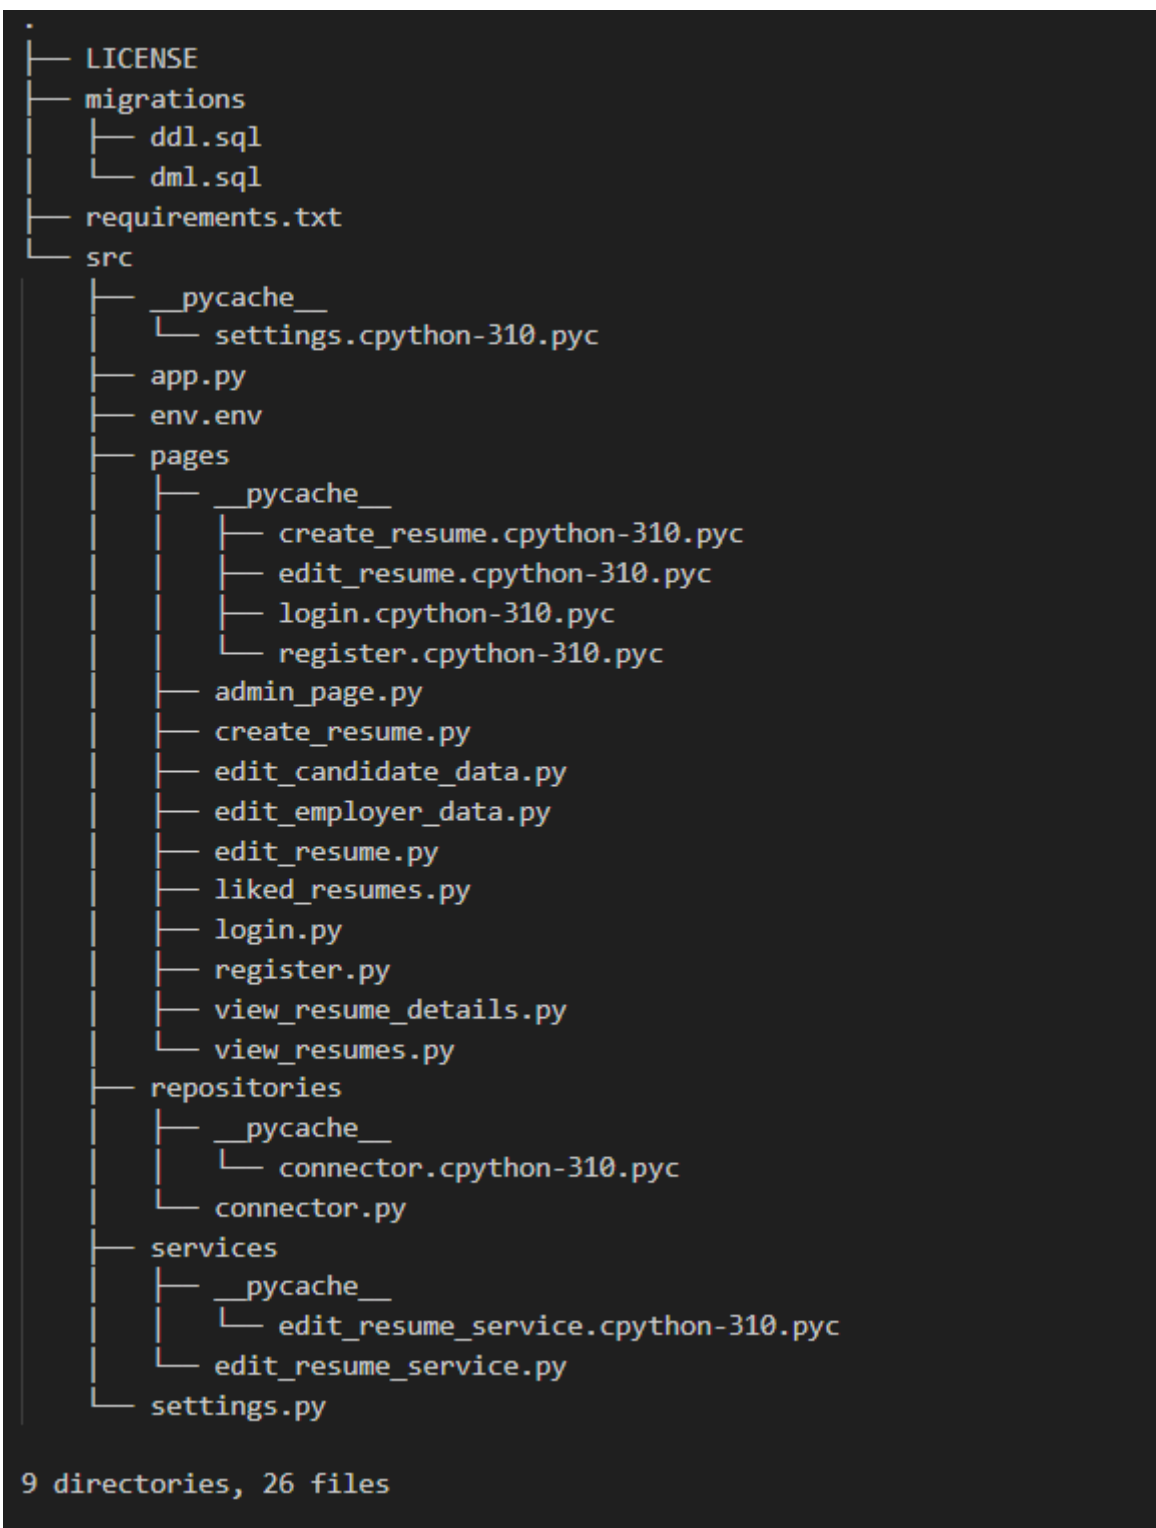 .
├── LICENSE
├── migrations
│   ├── ddl.sql
│   └── dml.sql
├── requirements.txt
└── src
    ├── __pycache__
    │   └── settings.cpython-310.pyc
    ├── app.py
    ├── env.env
    ├── pages
    │   ├── __pycache__
    │   │   ├── create_resume.cpython-310.pyc
    │   │   ├── edit_resume.cpython-310.pyc
    │   │   ├── login.cpython-310.pyc
    │   │   └── register.cpython-310.pyc
    │   ├── admin_page.py
    │   ├── create_resume.py
    │   ├── edit_candidate_data.py
    │   ├── edit_employer_data.py
    │   ├── edit_resume.py
    │   ├── liked_resumes.py
    │   ├── login.py
    │   ├── register.py
    │   ├── view_resume_details.py
    │   └── view_resumes.py
    ├── repositories
    │   ├── __pycache__
    │   │   └── connector.cpython-310.pyc
    │   └── connector.py
    ├── services
    │   ├── __pycache__
    │   │   └── edit_resume_service.cpython-310.pyc
    │   └── edit_resume_service.py
    └── settings.py

9 directories, 26 files